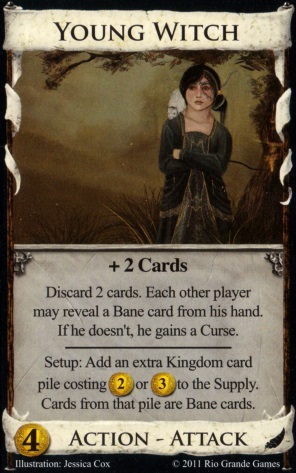 YOUNG WITCH
+ 2 Cards
Discard 2 cards. Each other player
may reveal a Bane card from his hand.
If he doesn't, he gains a Curse.
Setup: Add an extra Kingdom card
pile costing 2 or 3 to the Supply.
Cards from that pile are Bane cards.
4 ACTION - ATTACK
Illustration: Jessica Cox © 2011 Rio Grande Games